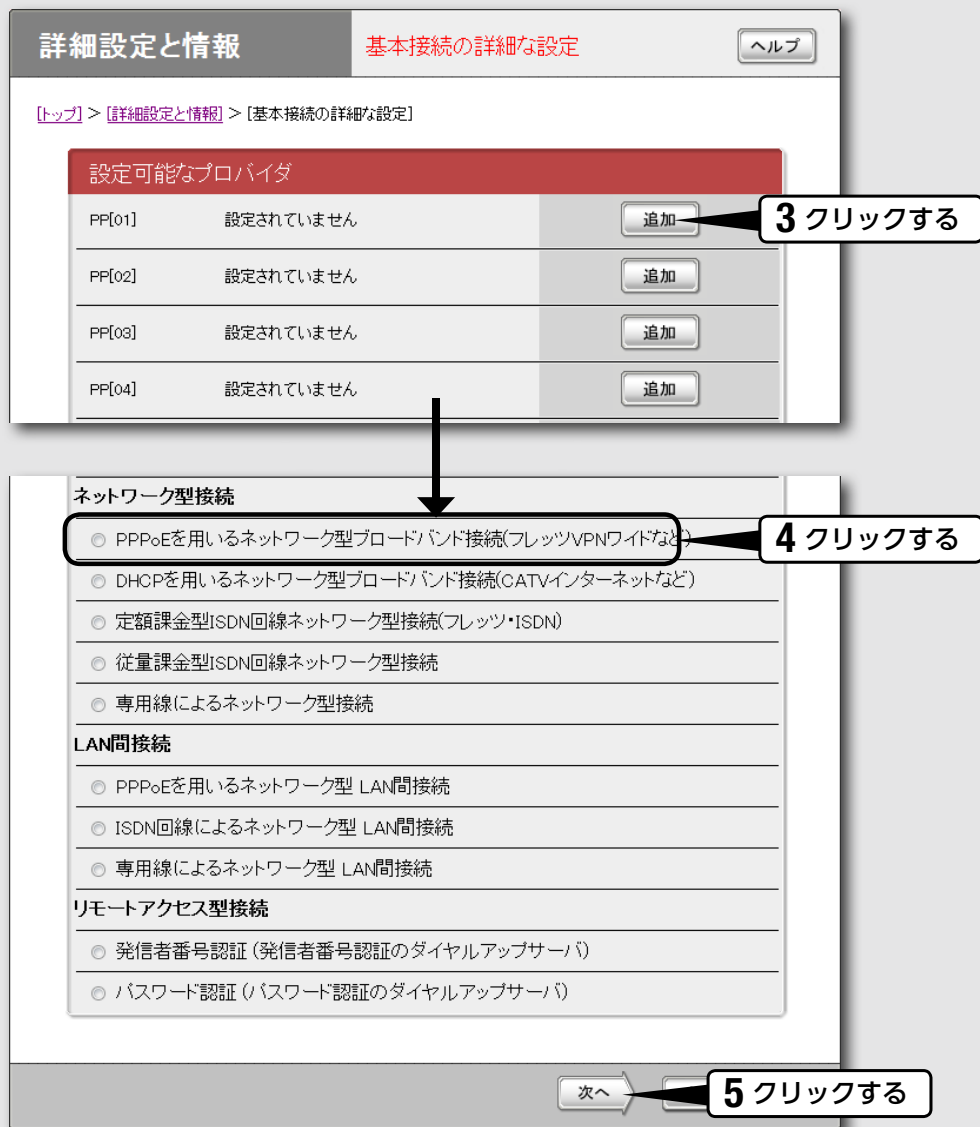 詳細設定と情報 基本接続の詳細な設定 ヘルプ
[トップ] > [詳細設定と情報] > [基本接続の詳細な設定]
設定可能なプロバイダ
PP[01] 設定されていません 追加 3 クリックする
PP[02] 設定されていません 追加
PP[03] 設定されていません 追加
PP[04] 設定されていません 追加
ネットワーク型接続
PPPoEを用いるネットワーク型ブロードバンド接続(フレッツVPNワイドなど) 4 クリックする
DHCPを用いるネットワーク型ブロードバンド接続(CATVインターネットなど)
定額課金型ISDN回線ネットワーク型接続(フレッツ・ISDN)
従量課金型ISDN回線ネットワーク型接続
専用線によるネットワーク型接続
LAN間接続
PPPoEを用いるネットワーク型 LAN間接続
ISDN回線によるネットワーク型 LAN間接続
専用線によるネットワーク型 LAN間接続
リモートアクセス型接続
発信者番号認証 (発信者番号認証のダイヤルアップサーバ)
パスワード認証 (パスワード認証のダイヤルアップサーバ)
次へ 5 クリックする